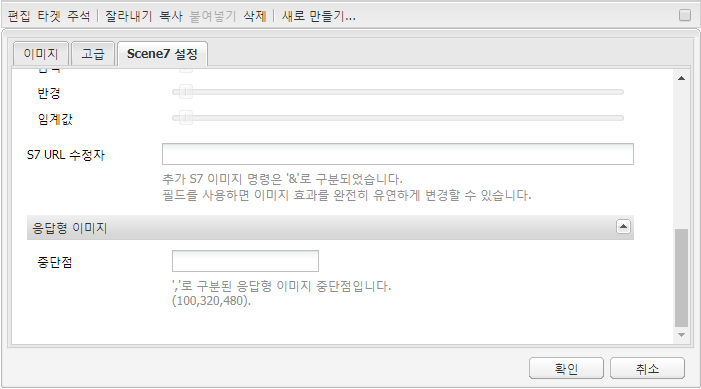 편집 타겟 주석 잘라내기 복사 붙여넣기 삭제 새로 만들기...
이미지 고급 Scene7 설정
반경
임계값
S7 URL 수정자
추가 S7 이미지 명령은 '&'로 구분되었습니다.
필드를 사용하면 이미지 효과를 완전히 유연하게 변경할 수 있습니다.
응답형 이미지
중단점
','로 구분된 응답형 이미지 중단점입니다.
(100,320,480).
확인 취소